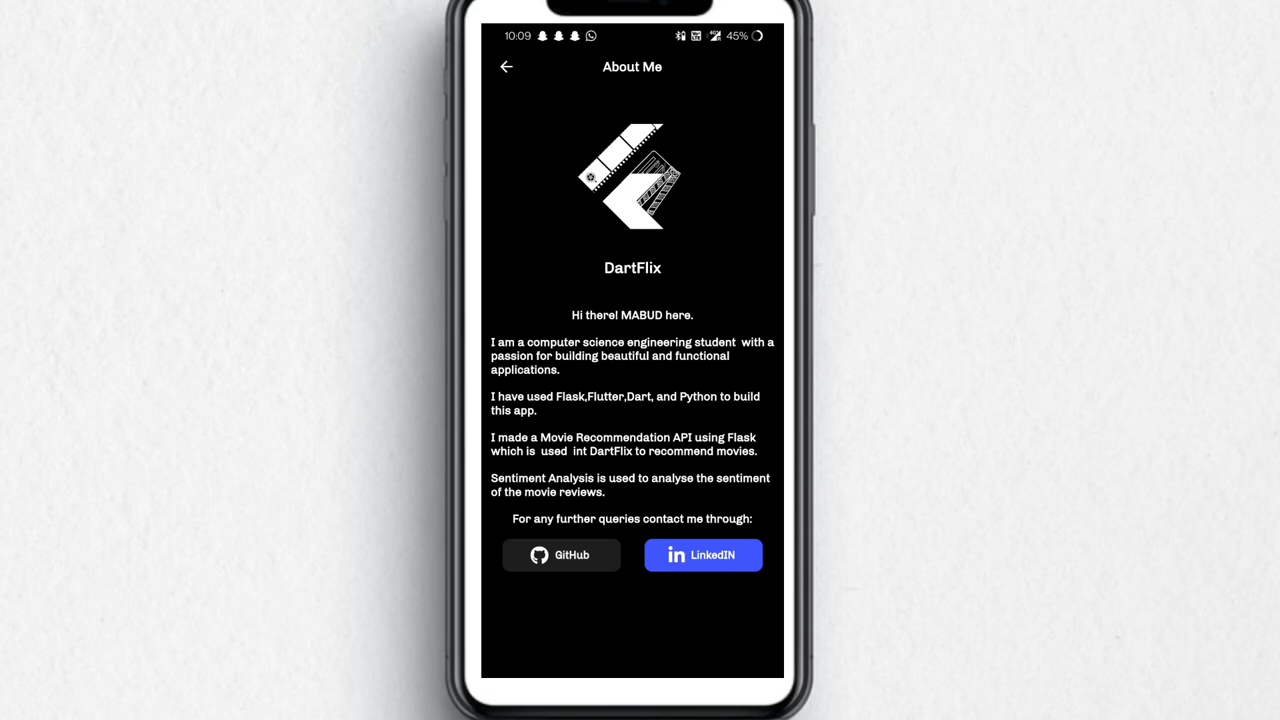 10:09 45%
About Me
DartFlix
Hi there! MABUD here.
I am a computer science engineering student  with a
passion for building beautiful and functional
applications.
I have used Flask,Flutter,Dart, and Python to build
this app.
I made a Movie Recommendation API using Flask
which is  used  int DartFlix to recommend movies.
Sentiment Analysis is used to analyse the sentiment
of the movie reviews.
For any further queries contact me through:
GitHub
in LinkedIN